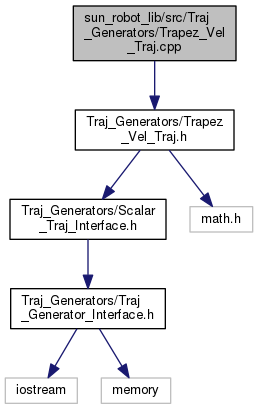 sun_robot_lib/src/Traj
_Generators/Trapez_Vel
_Traj.cpp
Traj_Generators/Trapez
_Vel_Traj.h
Traj_Generators/Scalar
_Traj_Interface.h
math.h
Traj_Generators/Traj
_Generator_Interface.h
iostream
memory